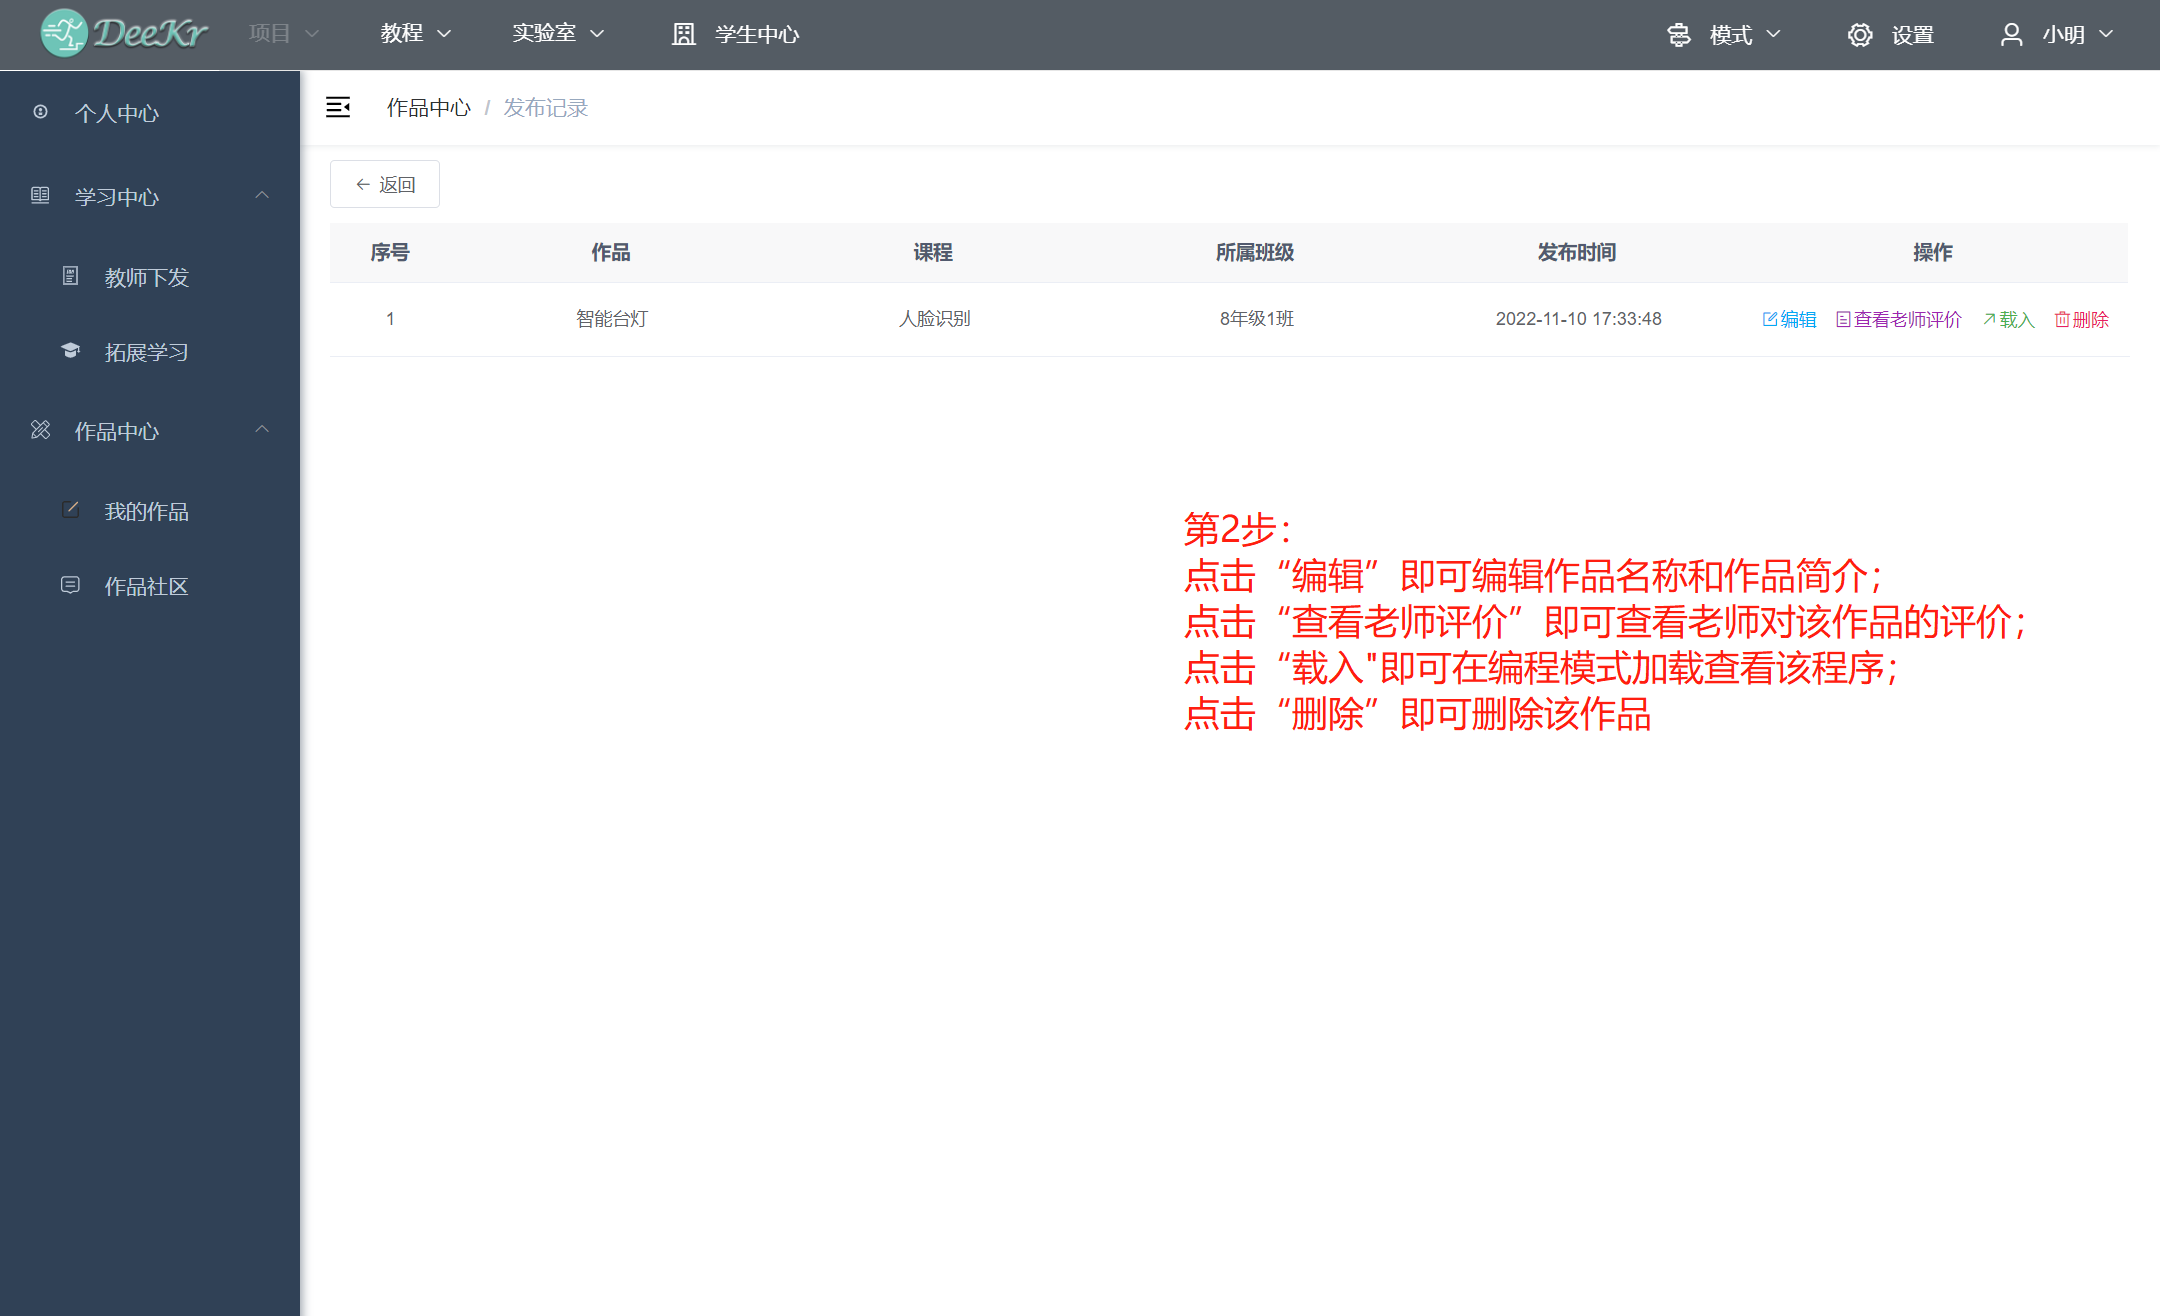 DeeKr 项目 教程 实验室 学生中心 模式 设置 小明
个人中心
学习中心
教师下发
拓展学习
作品中心
我的作品
作品社区
作品中心 / 发布记录
返回
序号 作品 课程 所属班级 发布时间 操作
1 智能台灯 人脸识别 8年级1班 2022-11-10 17:33:48 编辑 查看老师评价 载入 删除
第2步：
点击“编辑”即可编辑作品名称和作品简介；
点击“查看老师评价”即可查看老师对该作品的评价；
点击“载入"即可在编程模式加载查看该程序；
点击“删除”即可删除该作品